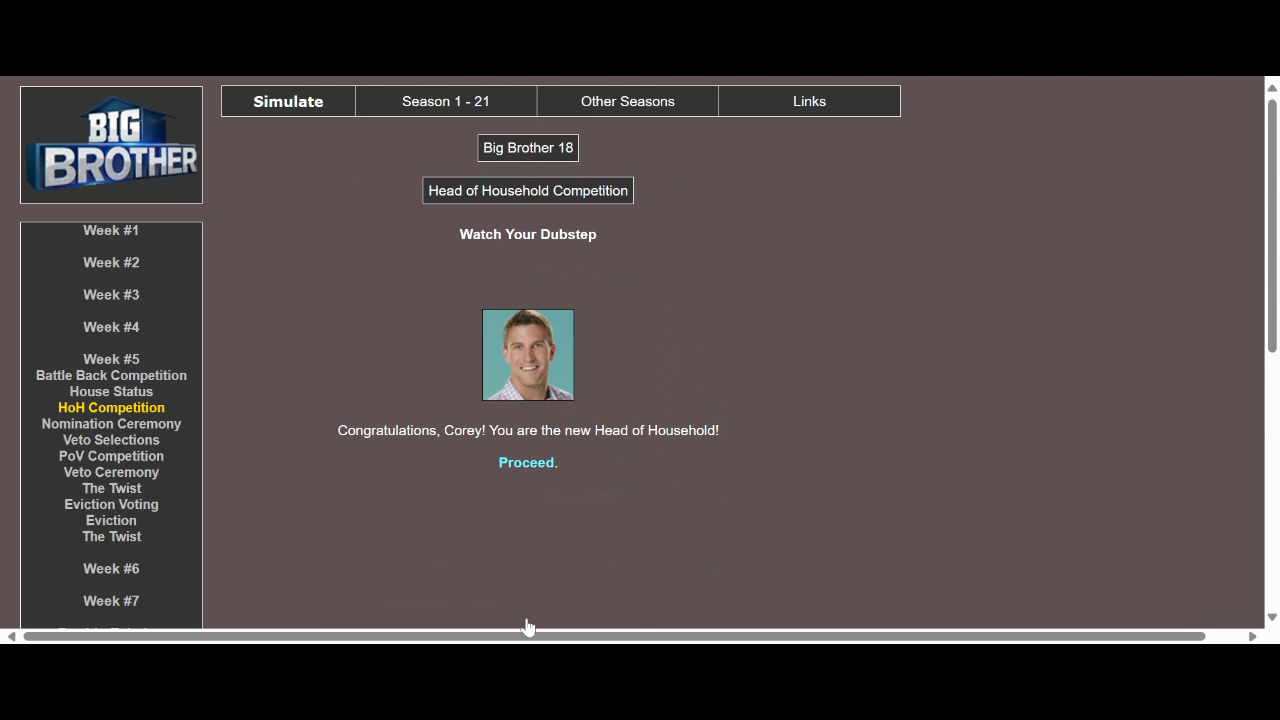 BIG
BROTHER
Simulate
Season 1 - 21
Other Seasons
Links
Big Brother 18
Head of Household Competition
Watch Your Dubstep
Congratulations, Corey! You are the new Head of Household!
Proceed.
Week #1
Week #2
Week #3
Week #4
Week #5
Battle Back Competition
House Status
HoH Competition
Nomination Ceremony
Veto Selections
PoV Competition
Veto Ceremony
The Twist
Eviction Voting
Eviction
The Twist
Week #6
Week #7